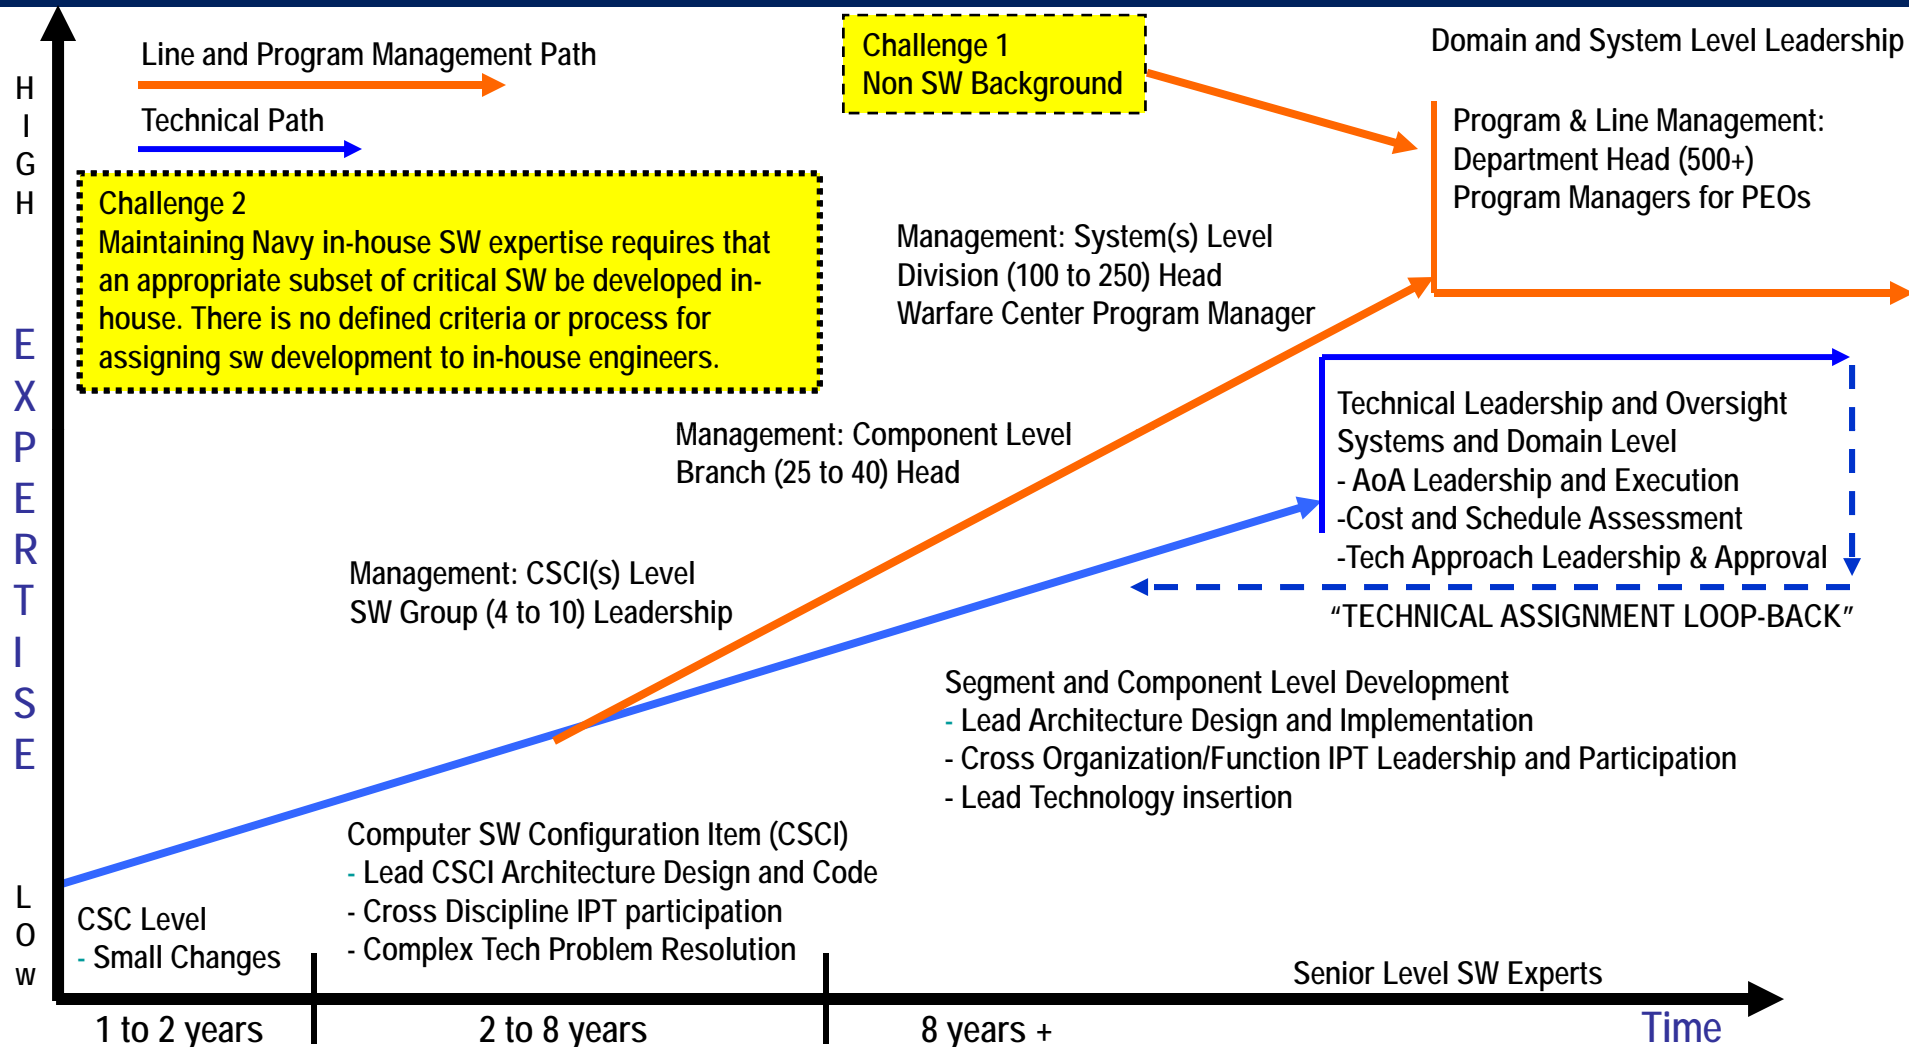 HIGH
EXPERTISE
LOw
Line and Program Management Path
Technical Path
Challenge 1
Non SW Background
Domain and System Level Leadership
Program & Line Management:
Department Head (500+)
Program Managers for PEOs
Challenge 2
Maintaining Navy in-house SW expertise requires that
an appropriate subset of critical SW be developed in-
house. There is no defined criteria or process for
assigning sw development to in-house engineers.
Management: System(s) Level
Division (100 to 250) Head
Warfare Center Program Manager
Management: Component Level
Branch (25 to 40) Head
Technical Leadership and Oversight
Systems and Domain Level
- AoA Leadership and Execution
-Cost and Schedule Assessment
-Tech Approach Leadership & Approval
"TECHNICAL ASSIGNMENT LOOP-BACK"
Management: CSCI(s) Level
SW Group (4 to 10) Leadership
Segment and Component Level Development
- Lead Architecture Design and Implementation
- Cross Organization/Function IPT Leadership and Participation
- Lead Technology insertion
Computer SW Configuration Item (CSCI)
- Lead CSCI Architecture Design and Code
- Cross Discipline IPT participation
- Complex Tech Problem Resolution
CSC Level
- Small Changes
Senior Level SW Experts
1 to 2 years
2 to 8 years
8 years +
Time